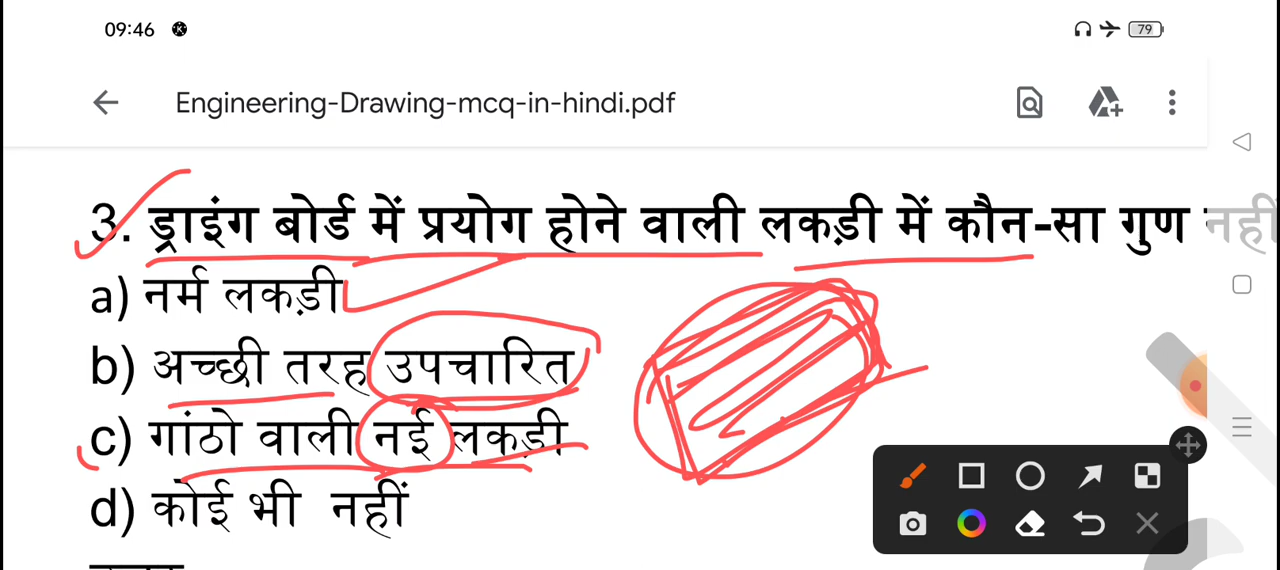 09:46
79
Engineering-Drawing-mcq-in-hindi.pdf
3. ड्राइंग बोर्ड में प्रयोग होने वाली लकड़ी में कौन-सा गुण नही
a) नर्म लकड़ी
b) अच्छी तरह उपचारित
c) गांठो वाली नई लकड़ी
d) कोई भी नहीं